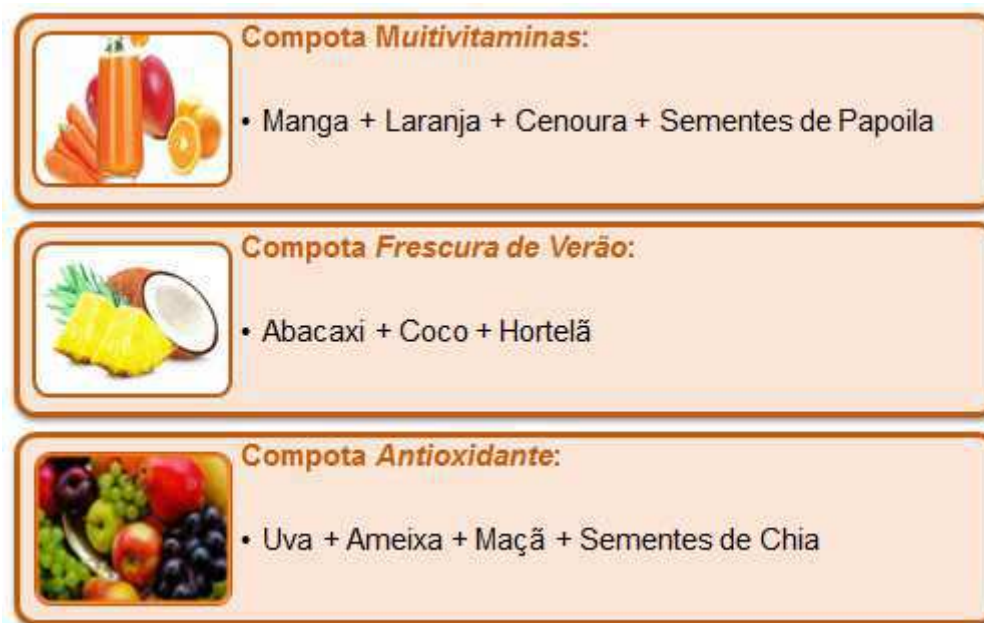 Compota Muitivitaminas:
• Manga + Laranja + Cenoura + Sementes de Papoila
Compota Frescura de Verão:
• Abacaxi + Coco + Hortelã
Compota Antioxidante:
• Uva + Ameixa + Maçã + Sementes de Chia